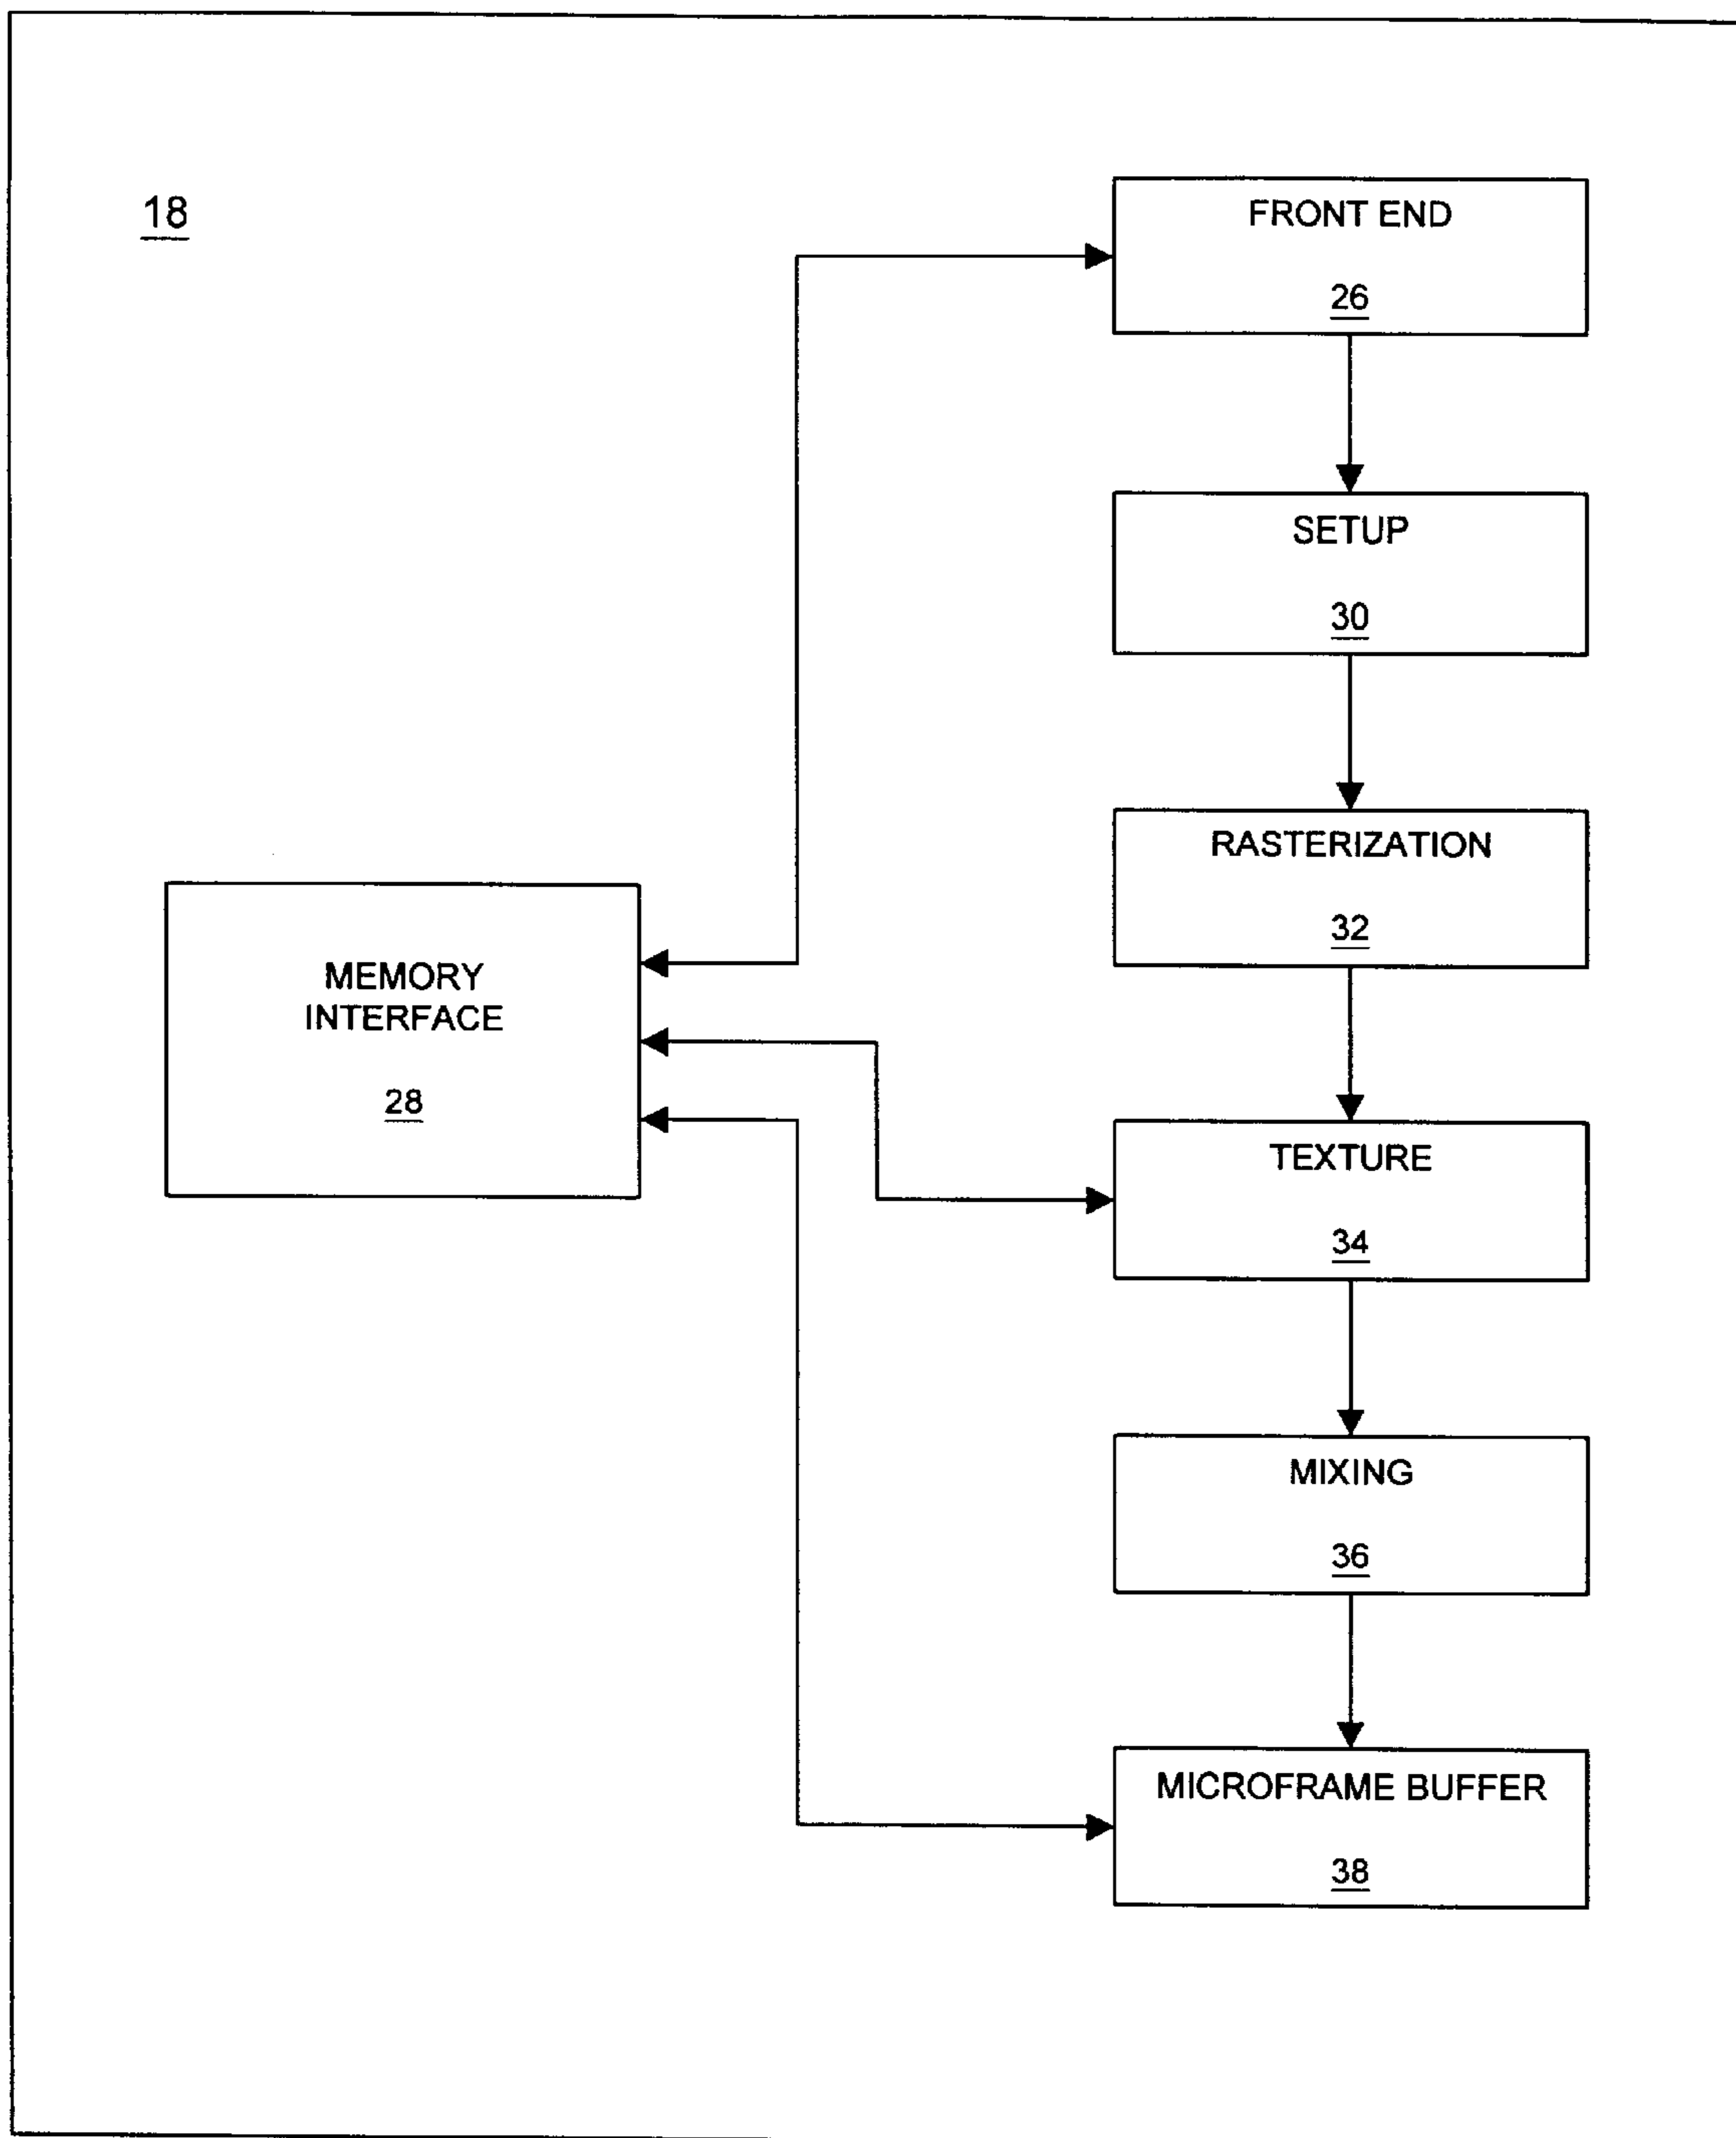 18
FRONT END
26
SETUP
30
RASTERIZATION
32
MEMORY
INTERFACE
28
TEXTURE
34
MIXING
36
MICROFRAME BUFFER
38